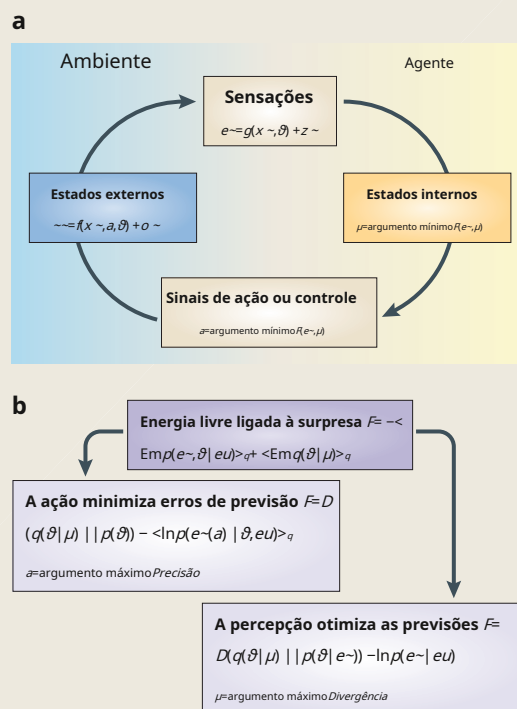 a
Ambiente
Agente
Sensações
e~=g(x ~,ϑ) +z ~
Estados externos
~~=f(x ~,a,ϑ) +o ~
Estados internos
μ=argumento mínimoF(e~,μ)
Sinais de ação ou controle
a=argumento mínimoF(e~,μ)
b
Energia livre ligada à surpresa F= −<
Emp(e~,ϑ|eu)>q+ <Emq(ϑ|μ)>q
A ação minimiza erros de previsão F=D
(q(ϑ|μ) ||p(ϑ)) − <lnp(e~(a) |ϑ,eu)>q
a=argumento máximoPrecisão
A percepção otimiza as previsões F=
D(q(ϑ|μ) ||p(ϑ|e~)) −lnp(e~|eu)
μ=argumento máximoDivergência